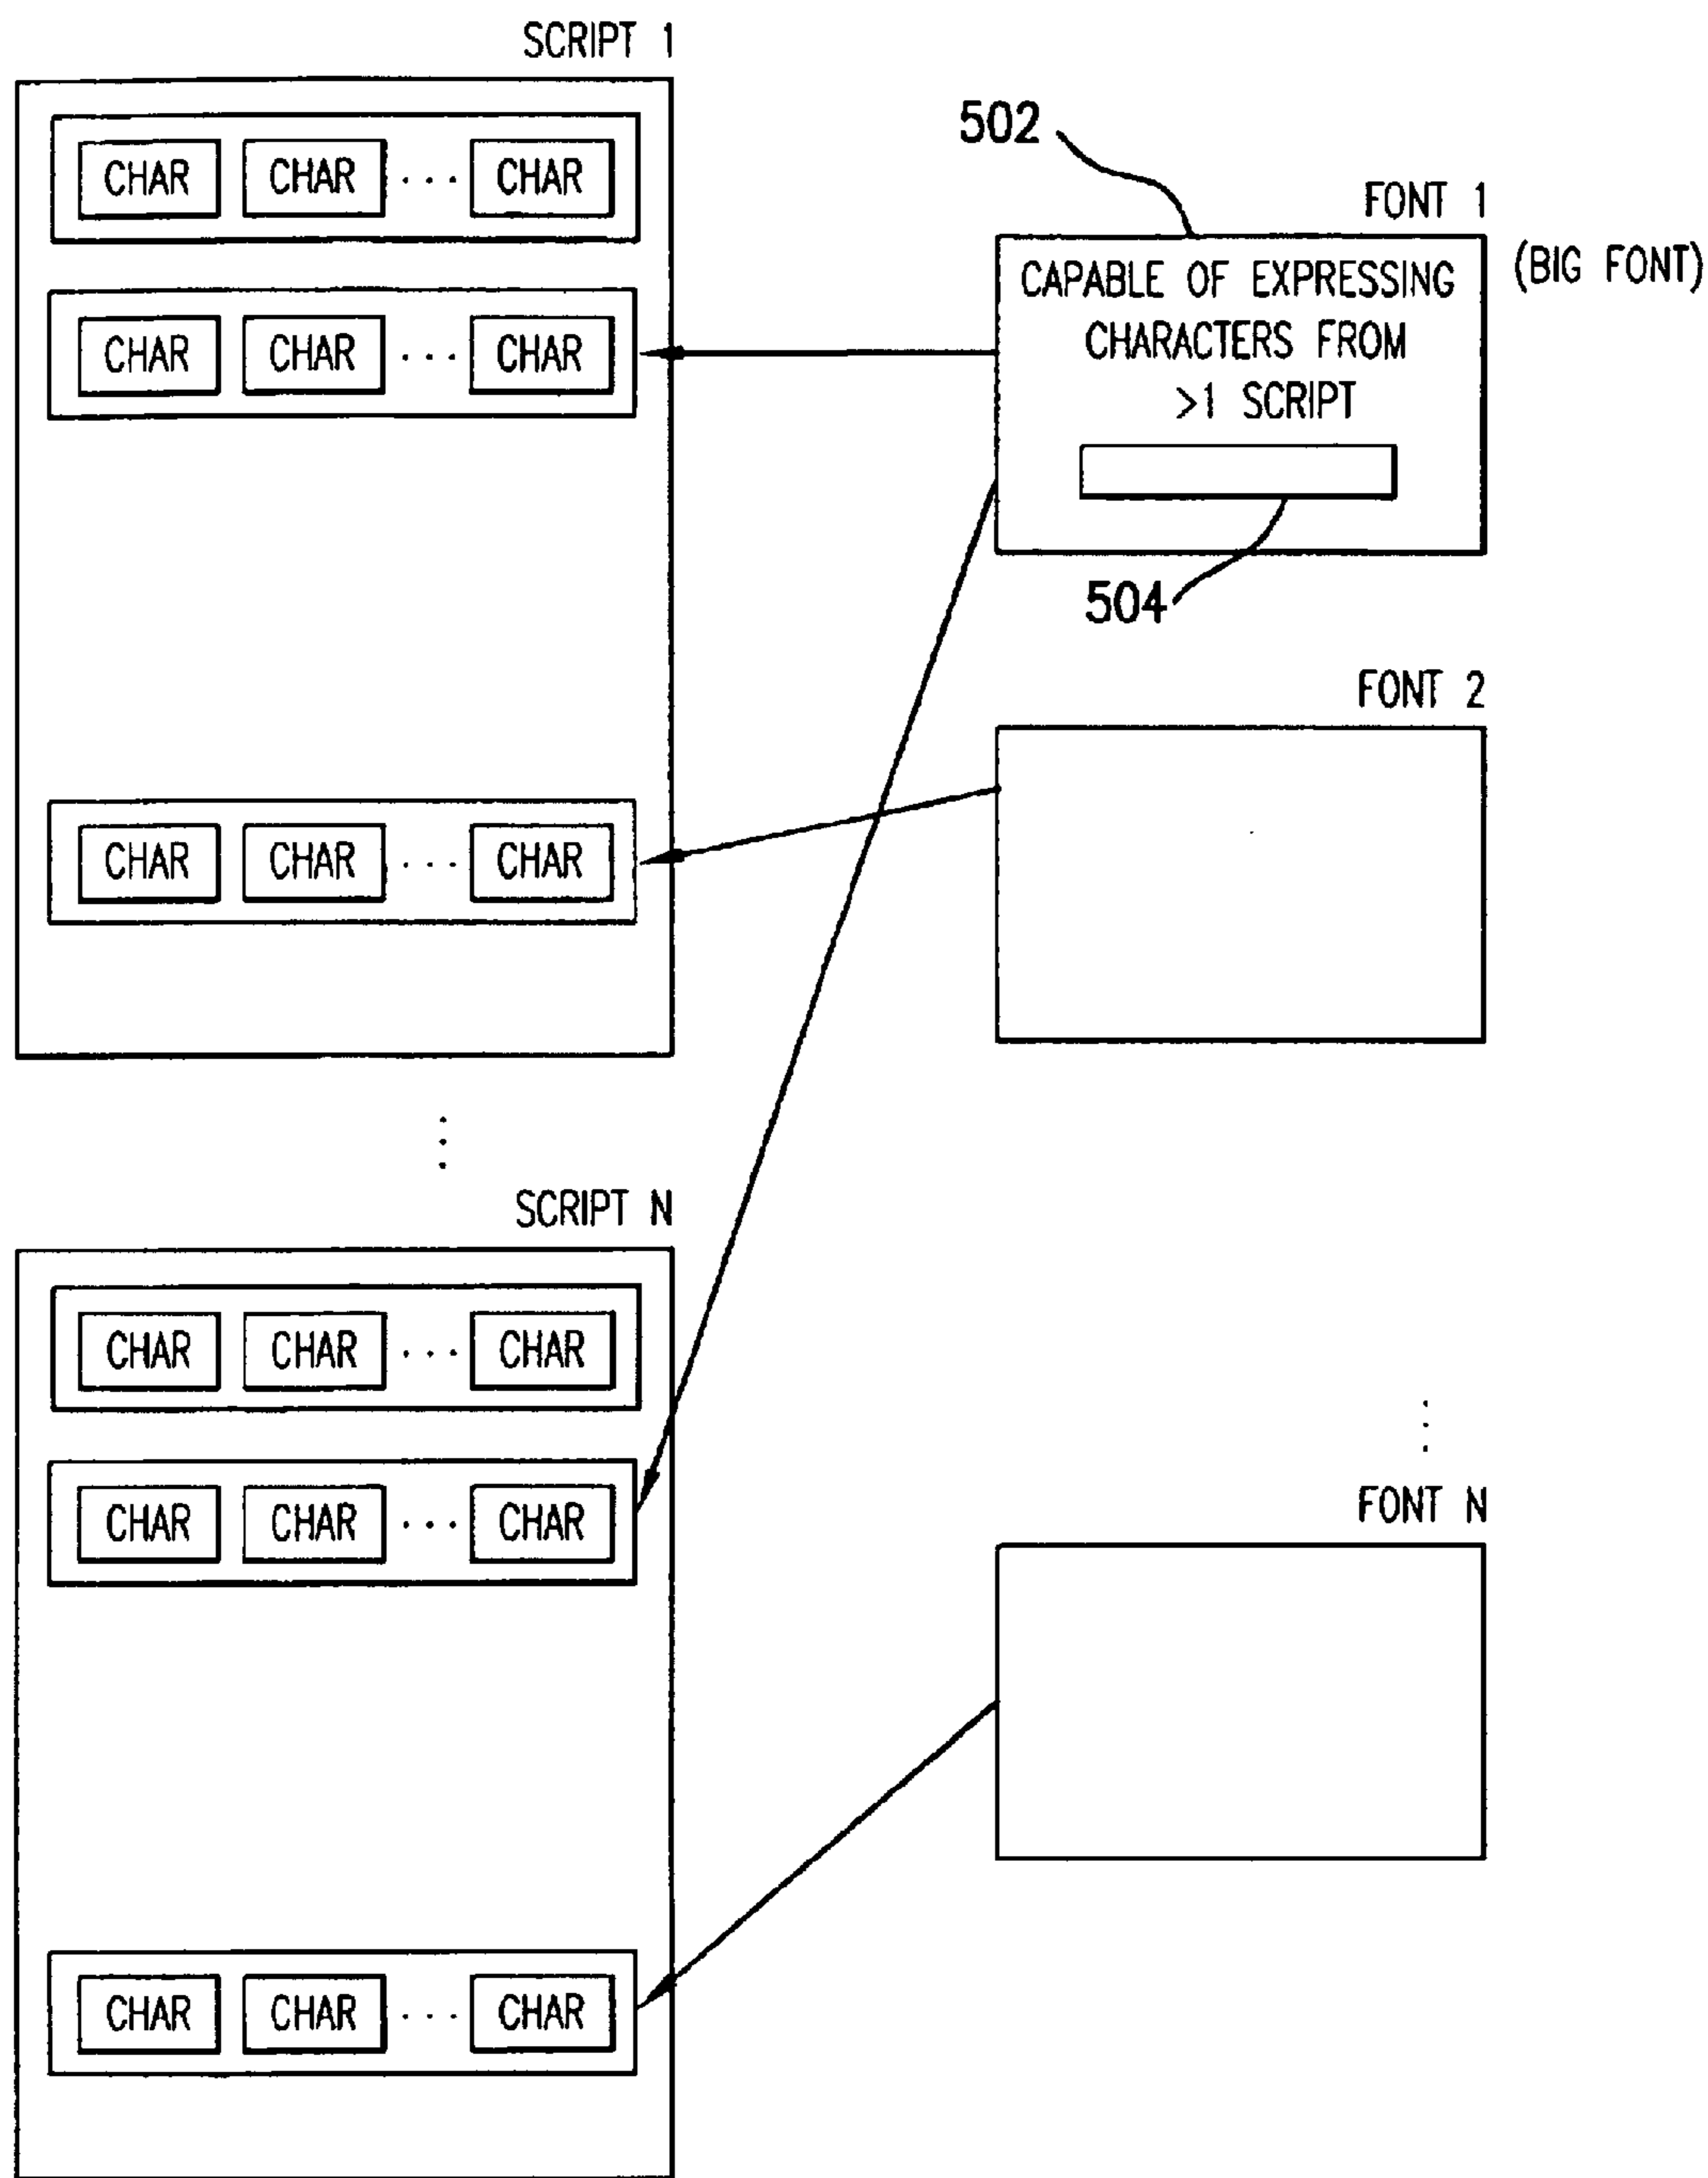 SCRIPT 1
CHAR CHAR ... CHAR
CHAR CHAR ... CHAR
CHAR CHAR ... CHAR
502
FONT 1
(BIG FONT)
CAPABLE OF EXPRESSING
CHARACTERS FROM
>1 SCRIPT
504
FONT 2
SCRIPT N
CHAR CHAR ... CHAR
CHAR CHAR ... CHAR
CHAR CHAR ... CHAR
FONT N